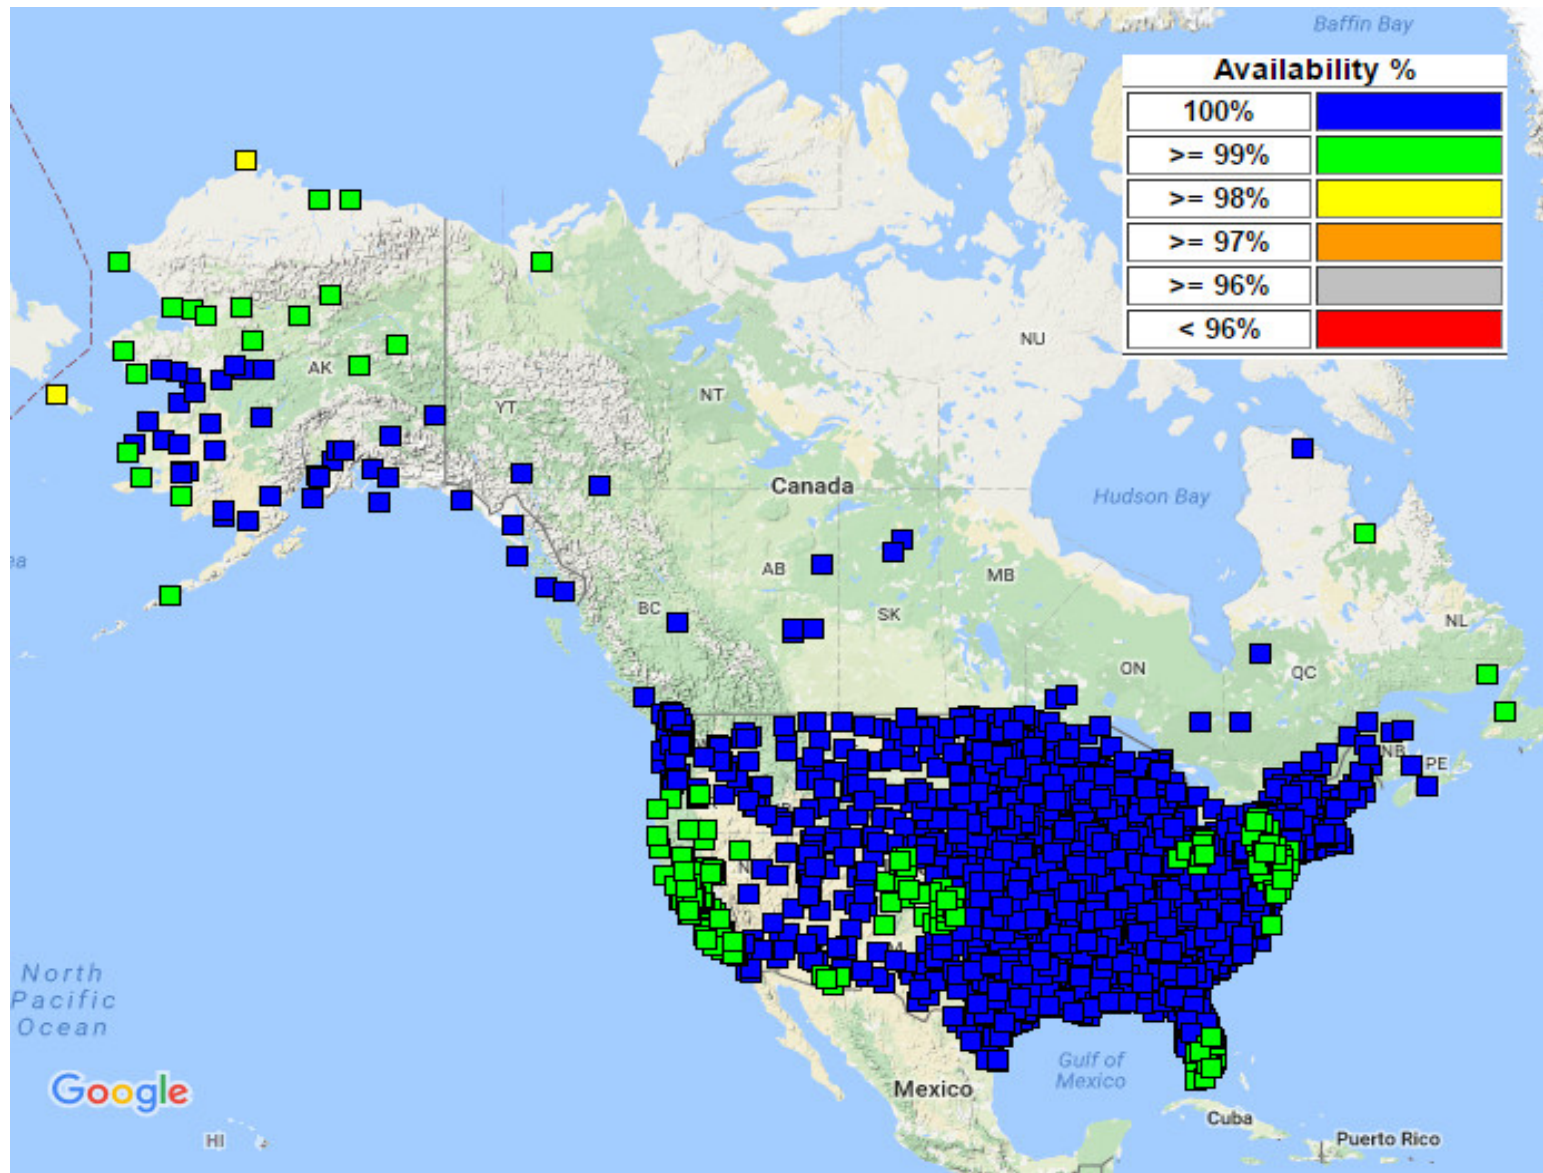 Baffin Bay
Availability %
100%
>= 99%
>= 98%
>= 97%
>= 96%
< 96%
NU
AK
NT
YT
Canada
Hudson Bay
ea
AB
MB
BC
SK
NL
ON
QC
NB
PE
N
M
North
Pacific
Ocean
Gulf of
Mexico
Google
Mexico
Cuba
HI
Puerto Rico